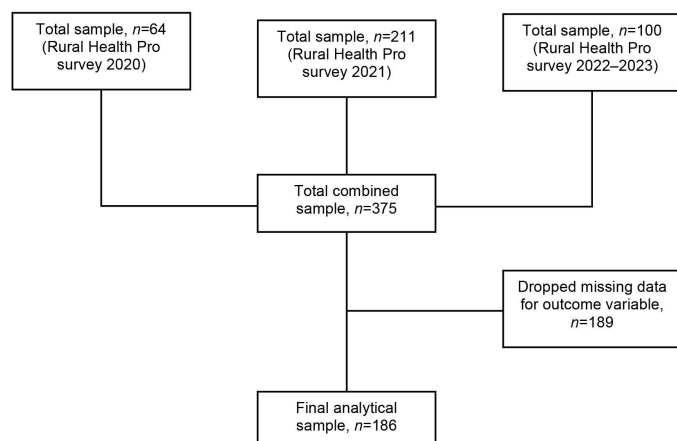 Total sample, n=64
(Rural Health Pro
survey 2020)
Total sample, n=211
(Rural Health Pro
survey 2021)
Total sample, n=100
(Rural Health Pro
survey 2022–2023)
Total combined
sample, n=375
Dropped missing data
for outcome variable,
n=189
Final analytical
sample, n=186